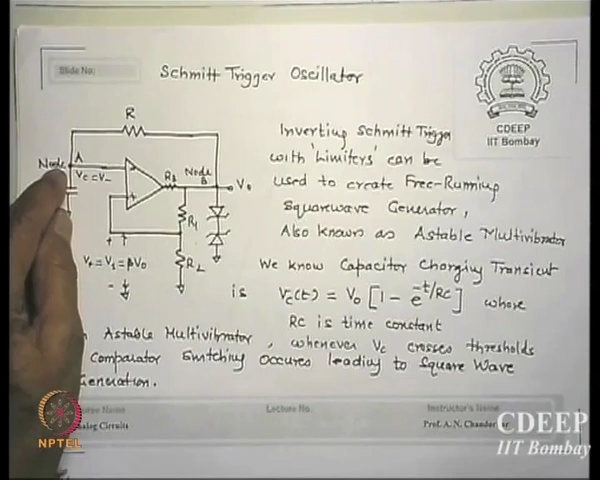 Slide No:
Schmitt Trigger Oscillator
CDEEP
IIT Bombay
R
Node A
Vc = V-
R3
Node B
Vo
R1
R2
V+ = V1 = βVo
Inverting Schmitt Trigger
with 'Limiters' can be
used to create Free-Running
Squarewave Generator,
Also knowns as Astable Multivibrator
We know Capacitor Charging Transient
is Vc(t) = Vo [1 - e^-t/RC] where
RC is time constant
Astable Multivibrator, whenever Vc crosses thresholds
Comparator Switching occures leading to Square Wave
Generation.
Lecture No.
Instructor's Name
Analog Circuits
Prof. A. N. Chandorkar
NPTEL
CDEEP
IIT Bombay